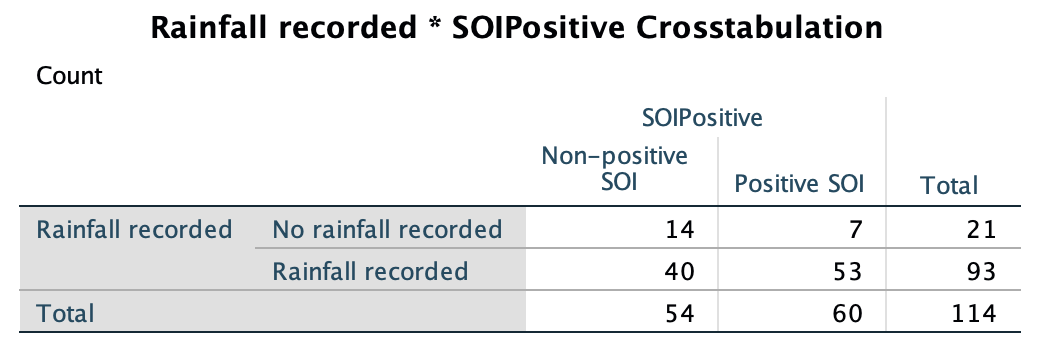 Rainfall recorded * SOIPositive Crosstabulation
Count
SOIPositive
Non-positive SOI Positive SOI Total
Rainfall recorded No rainfall recorded 14 7 21
Rainfall recorded 40 53 93
Total 54 60 114